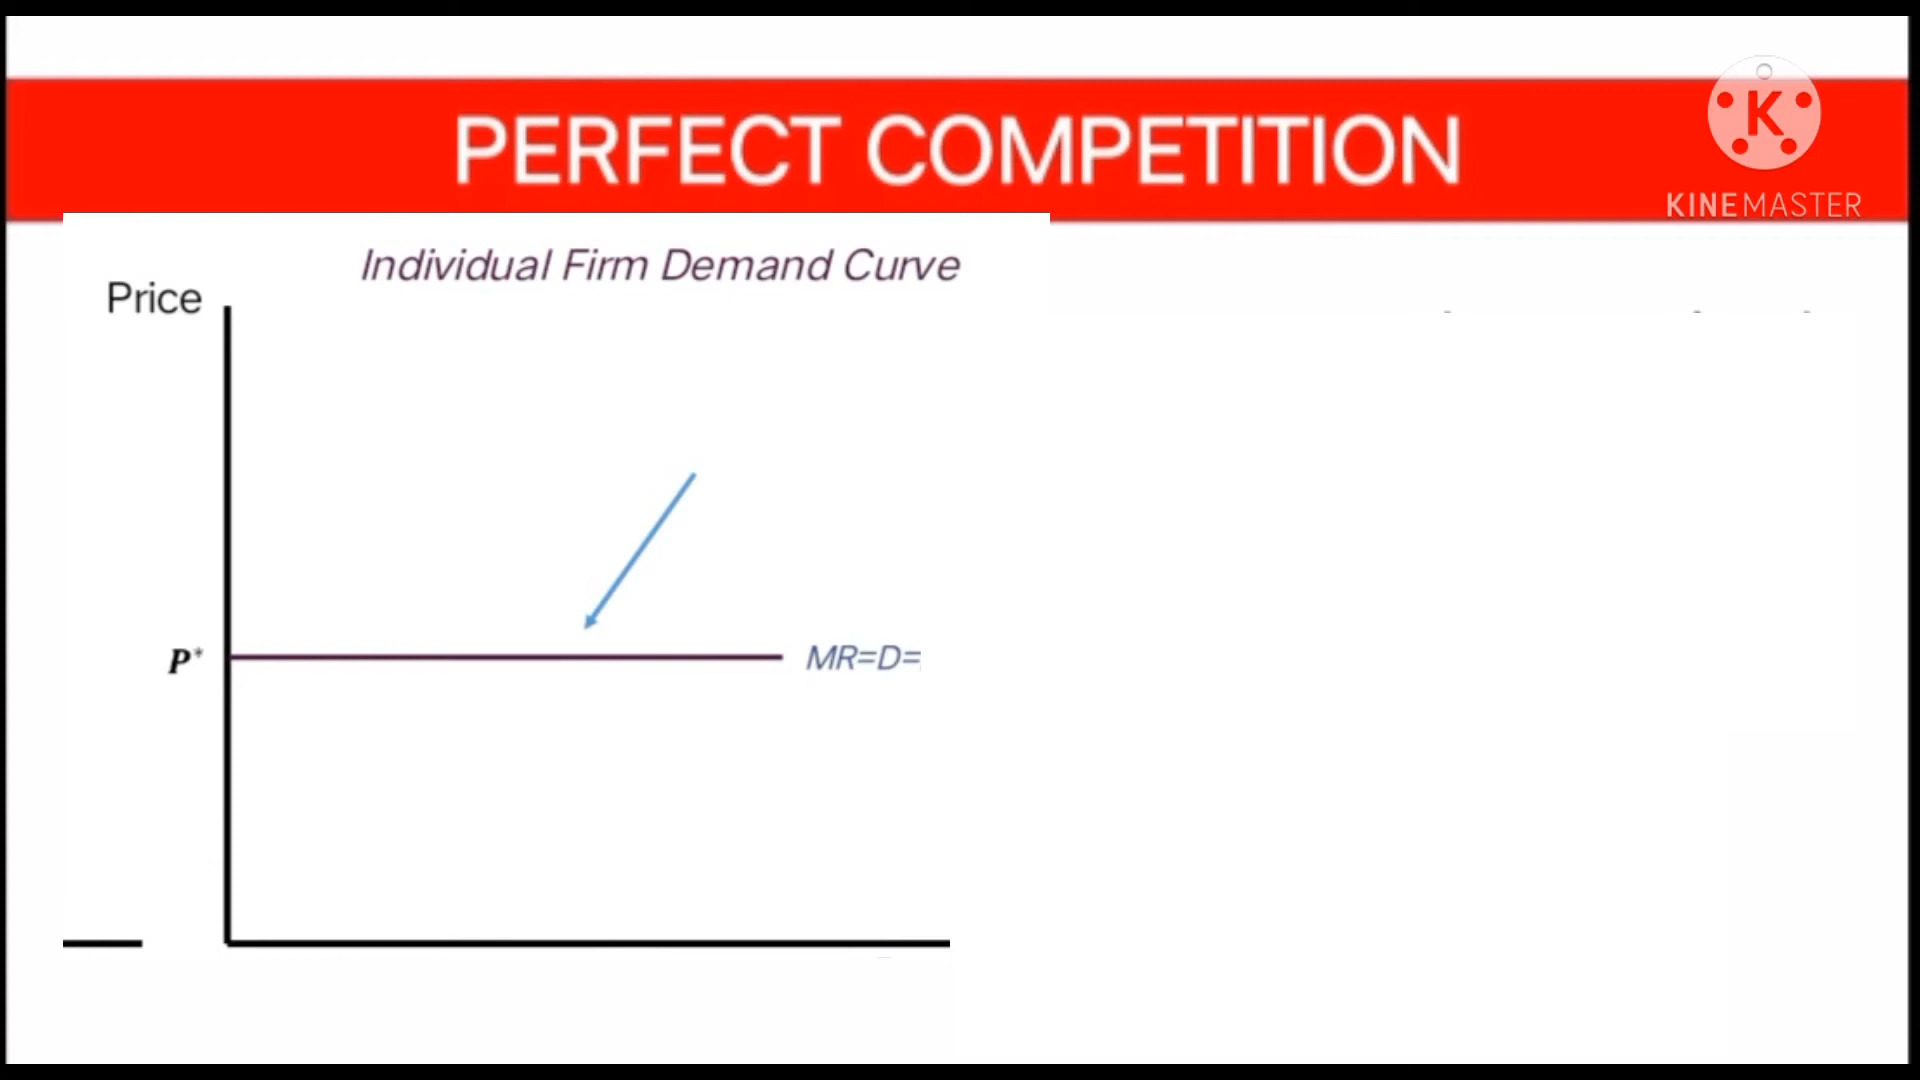 PERFECT COMPETITION
K
KINEMASTER
Individual Firm Demand Curve
Price
P*
MR=D=